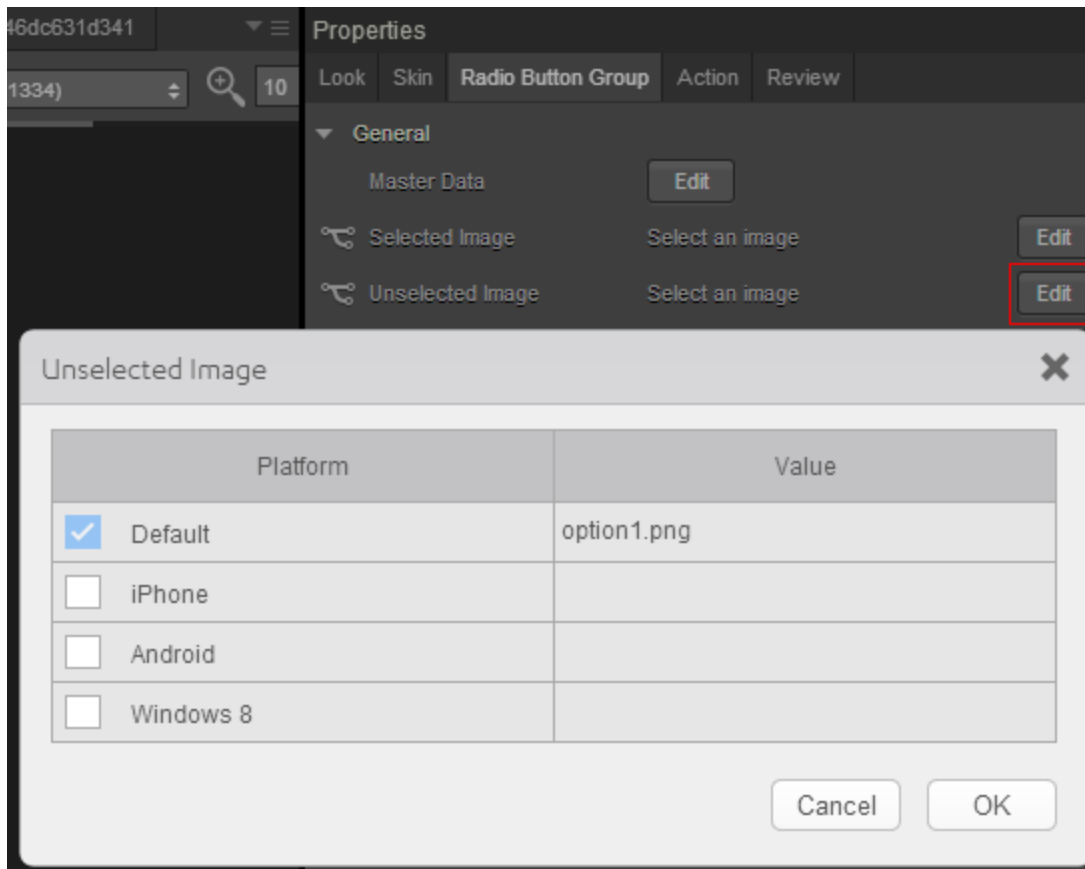 46dc631d341
Properties
1334)
10
Look Skin Radio Button Group Action Review
General
Master Data Edit
Selected Image Select an image Edit
Unselected Image Select an image Edit
Unselected Image
Platform Value
Default option1.png
iPhone
Android
Windows 8
Cancel OK